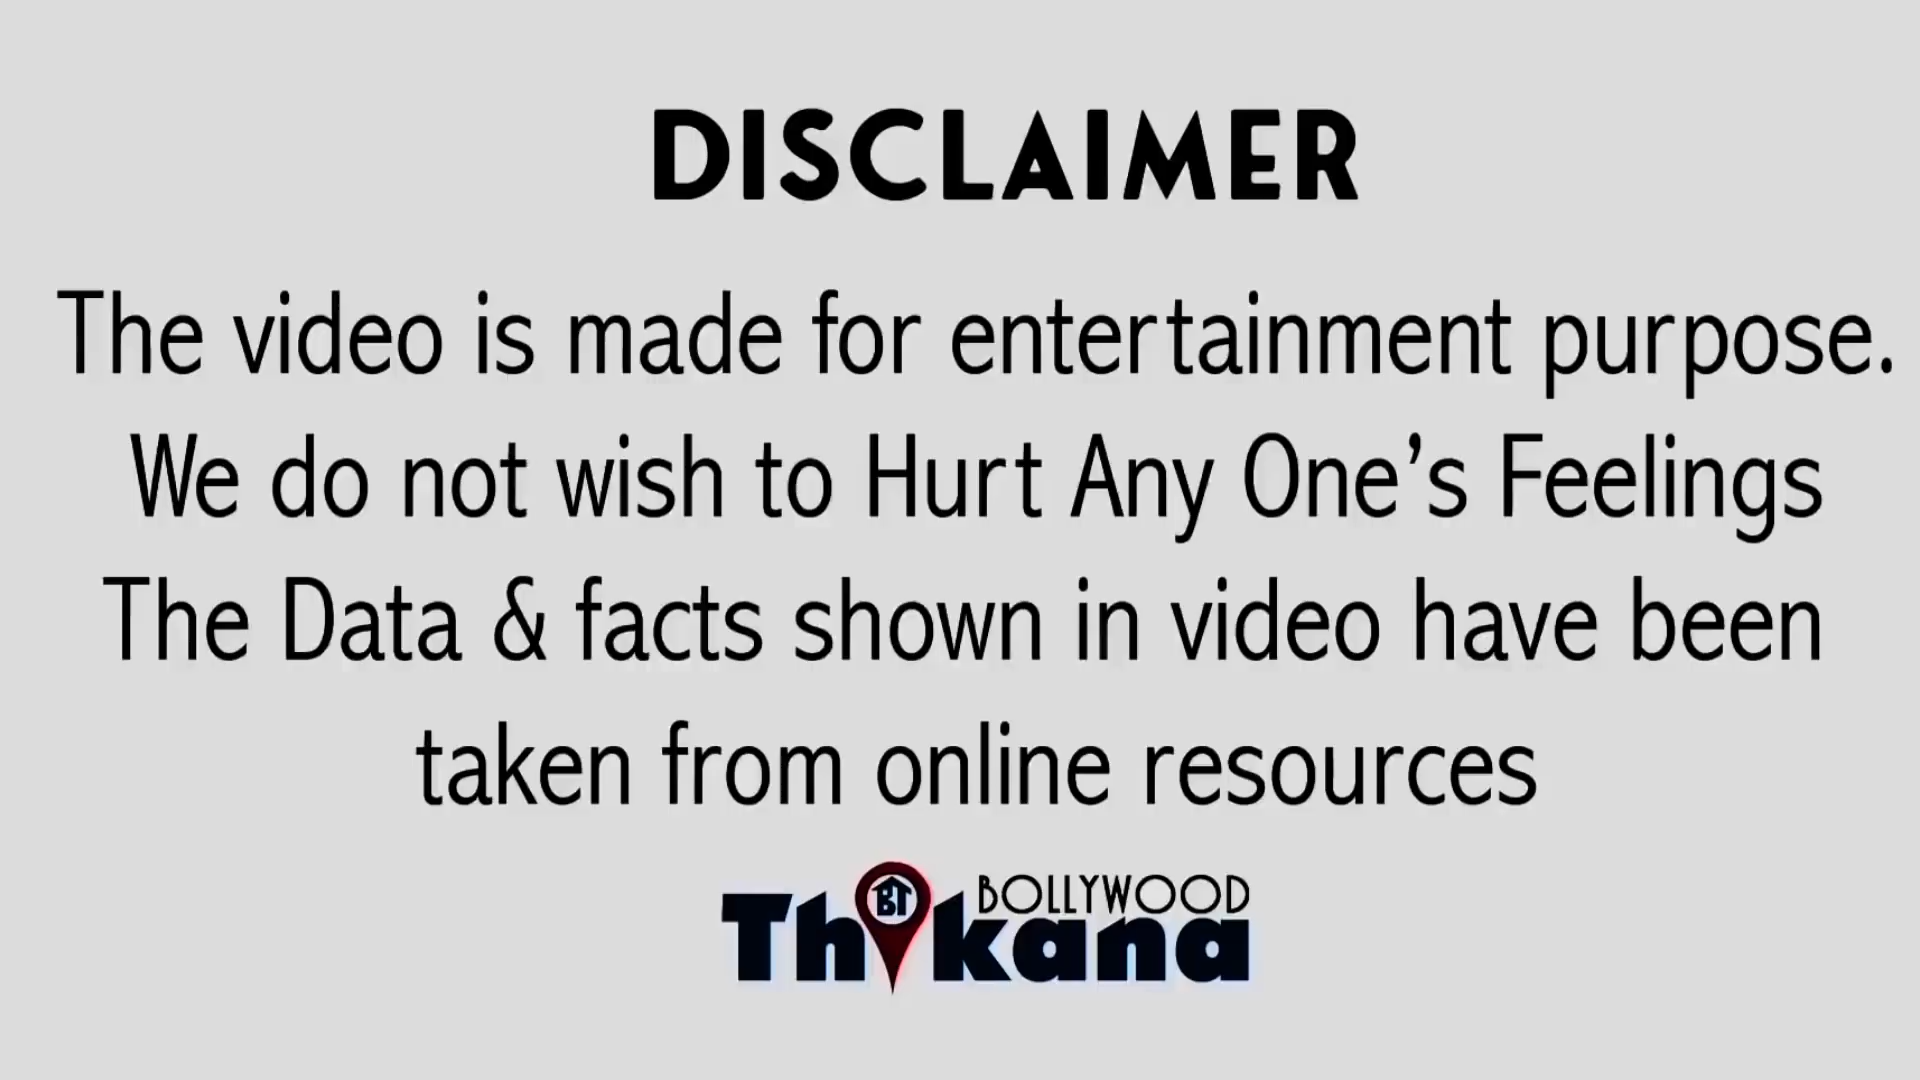 DISCLAIMER
The video is made for entertainment purpose.
We do not wish to Hurt Any One’s Feelings
The Data & facts shown in video have been
taken from online resources
BOLLYWOOD
BT
Thikana